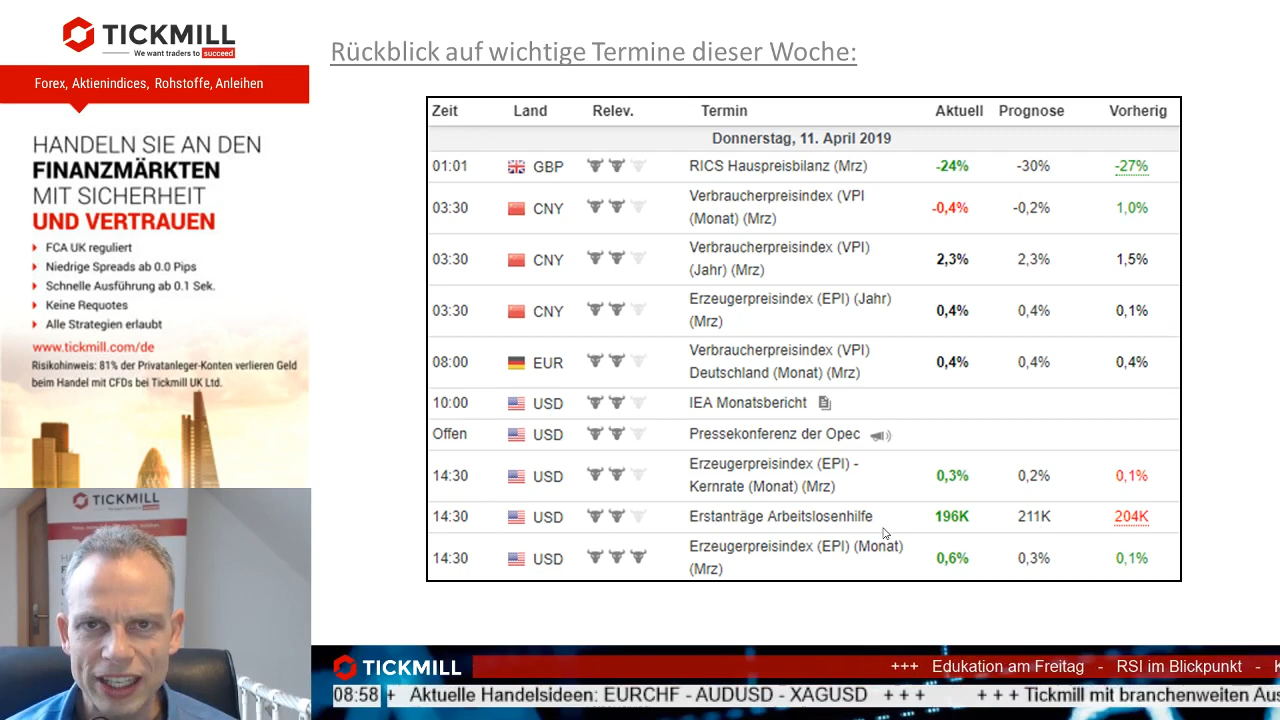 TICKMILL
We want traders to succeed
Forex, Aktienindices, Rohstoffe, Anleihen
HANDELN SIE AN DEN
FINANZMÄRKTEN
MIT SICHERHEIT
UND VERTRAUEN
FCA UK reguliert
Niedrige Spreads ab 0.0 Pips
Schnelle Ausführung ab 0.1 Sek.
Keine Requotes
Alle Strategien erlaubt
www.tickmill.com/de
Risikohinweis: 81% der Privatanleger-Konten verlieren Geld
beim Handel mit CFDs bei Tickmill UK Ltd.
TICKMILL
Rückblick auf wichtige Termine dieser Woche:
Zeit Land Relev. Termin Aktuell Prognose Vorherig
Donnerstag, 11. April 2019
01:01 GBP RICS Hauspreisbilanz (Mrz) -24% -30% -27%
03:30 CNY Verbraucherpreisindex (VPI) (Monat) (Mrz) -0,4% -0,2% 1,0%
03:30 CNY Verbraucherpreisindex (VPI)
(Jahr) (Mrz) 2,3% 2,3% 1,5%
03:30 CNY Erzeugerpreisindex (EPI) (Jahr)
(Mrz) 0,4% 0,4% 0,1%
08:00 EUR Verbraucherpreisindex (VPI)
Deutschland (Monat) (Mrz) 0,4% 0,4% 0,4%
10:00 USD IEA Monatsbericht
Offen USD Pressekonferenz der Opec
14:30 USD Erzeugerpreisindex (EPI) -
Kernrate (Monat) (Mrz) 0,3% 0,2% 0,1%
14:30 USD Erstanträge Arbeitslosenhilfe 196K 211K 204K
14:30 USD Erzeugerpreisindex (EPI) (Monat)
(Mrz) 0,6% 0,3% 0,1%
TICKMILL +++ Edukation am Freitag - RSI im Blickpunkt - K
08:58 + Aktuelle Handelsideen: EURCHF - AUDUSD - XAGUSD + + + + + + Tickmill mit branchenweiten Aus